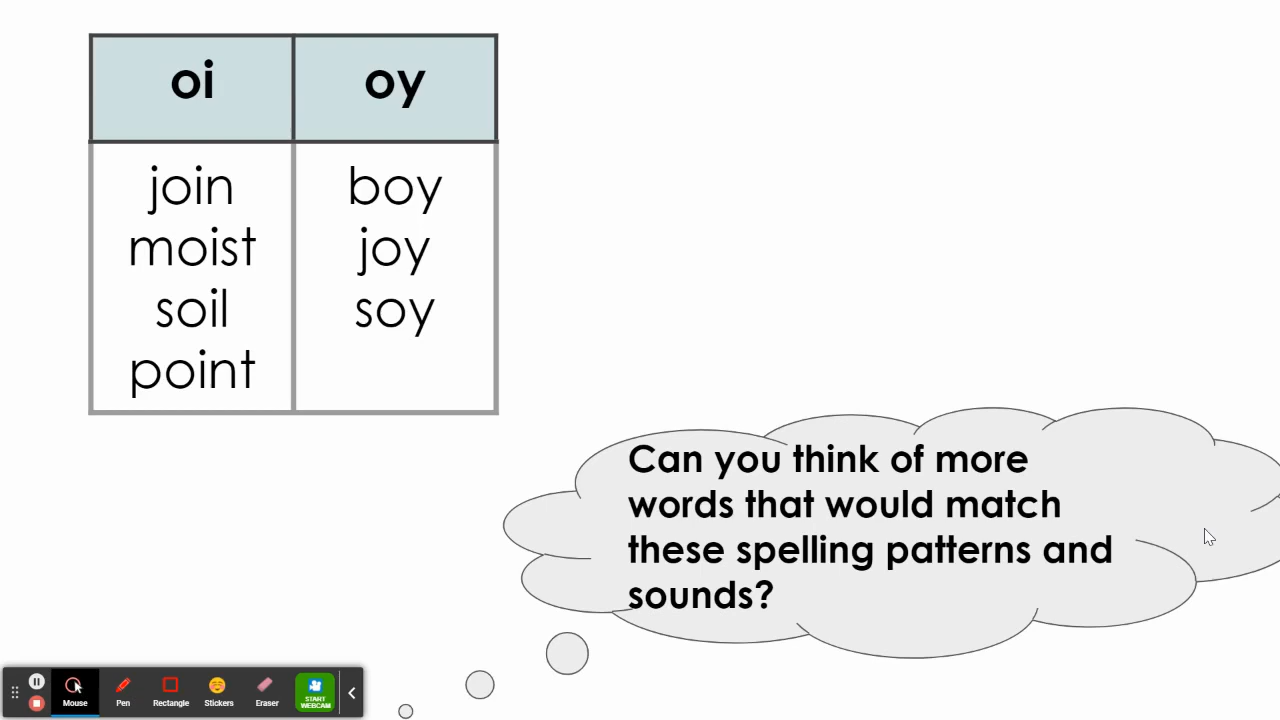 oi oy
join boy
moist joy
soil soy
point
Can you think of more
words that would match
these spelling patterns and
sounds?
Mouse Pen Rectangle Stickers Eraser START
WEBCAM